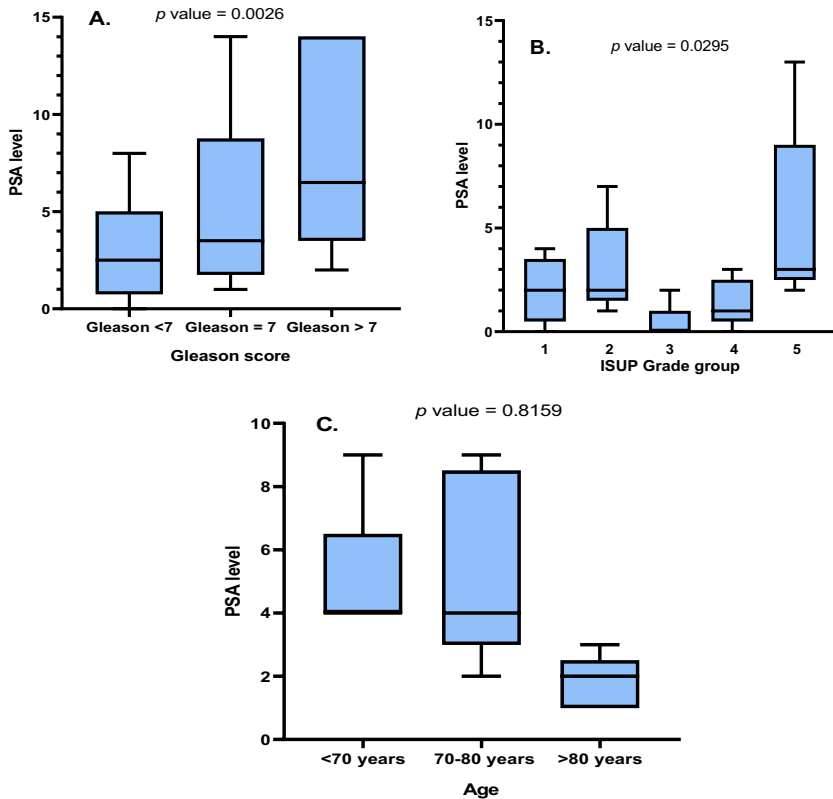 A.
p value = 0.0026
15
10
5
0
PSA level
Gleason <7 Gleason = 7 Gleason > 7
Gleason score
B.
p value = 0.0295
15
10
5
0
PSA level
1 2 3 4 5
ISUP Grade group
C.
p value = 0.8159
10
8
6
4
2
0
PSA level
<70 years 70-80 years >80 years
Age